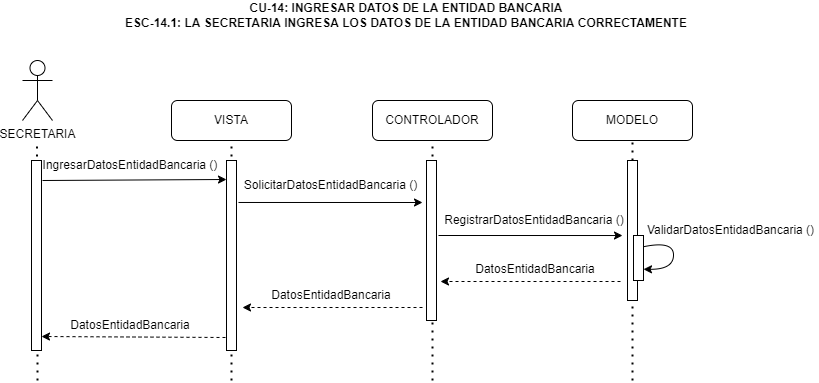 CU-14: INGRESAR DATOS DE LA ENTIDAD BANCARIA
ESC-14.1: LA SECRETARIA INGRESA LOS DATOS DE LA ENTIDAD BANCARIA CORRECTAMENTE
SECRETARIA
VISTA
CONTROLADOR
MODELO
IngresarDatosEntidadBancaria ()
SolicitarDatosEntidadBancaria ()
RegistrarDatosEntidadBancaria ()
ValidarDatosEntidadBancaria ()
DatosEntidadBancaria
DatosEntidadBancaria
DatosEntidadBancaria